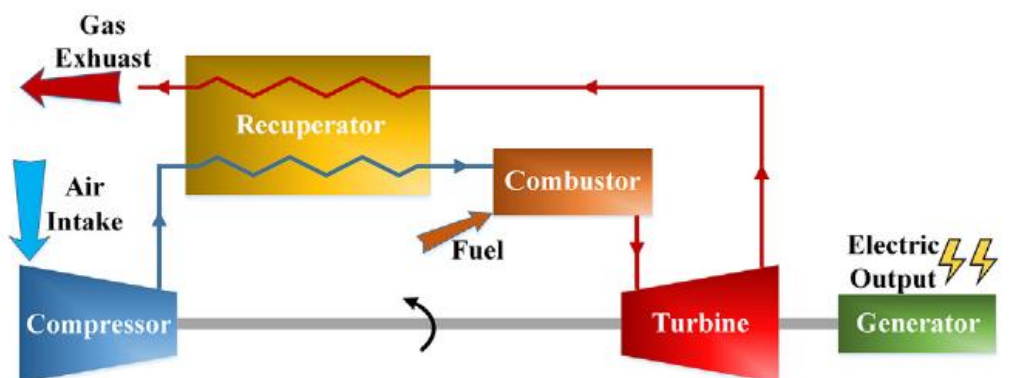 Gas
Exhuast
Recuperator
Air
Intake
Combustor
Fuel
Electric
Output
Compressor
Turbine
Generator